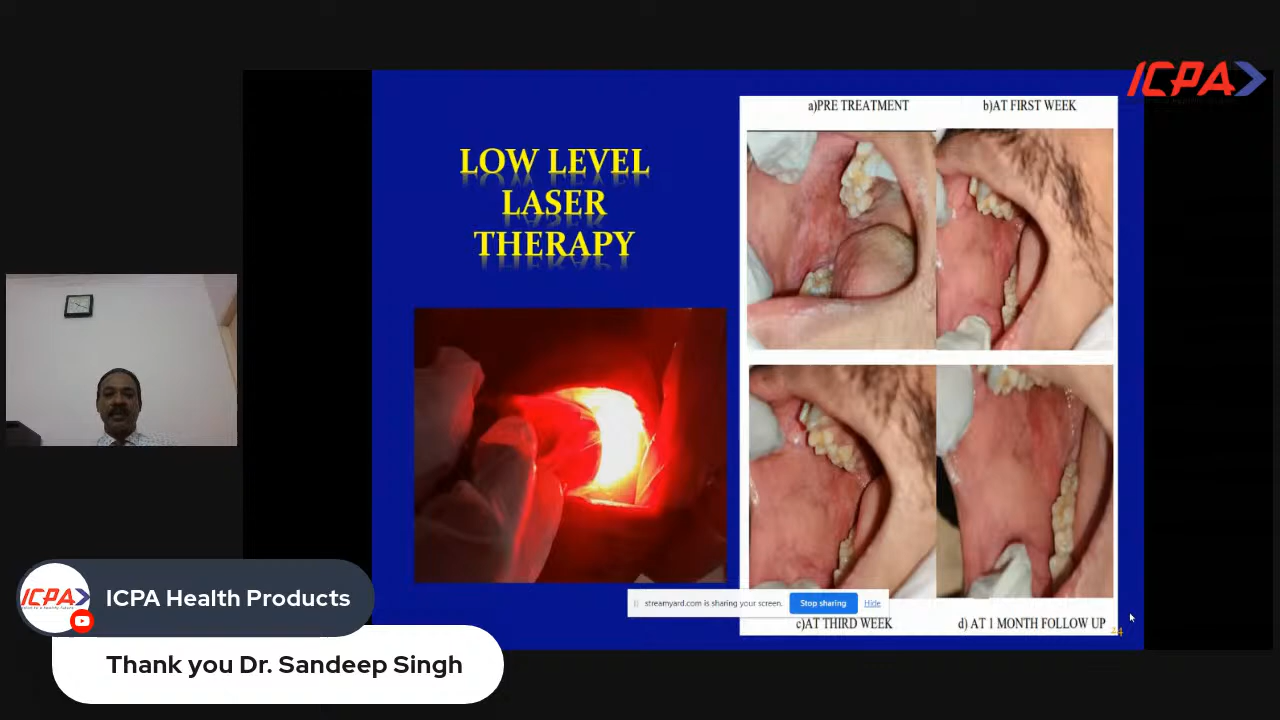 ICPA
a)PRE TREATMENT
b)AT FIRST WEEK
LOW LEVEL
LASER
THERAPY
streamyard.com is sharing your screen.
Stop sharing
Hide
c)AT THIRD WEEK
d) AT 1 MONTH FOLLOW UP
24
ICPA
ICPA Health Products
Thank you Dr. Sandeep Singh